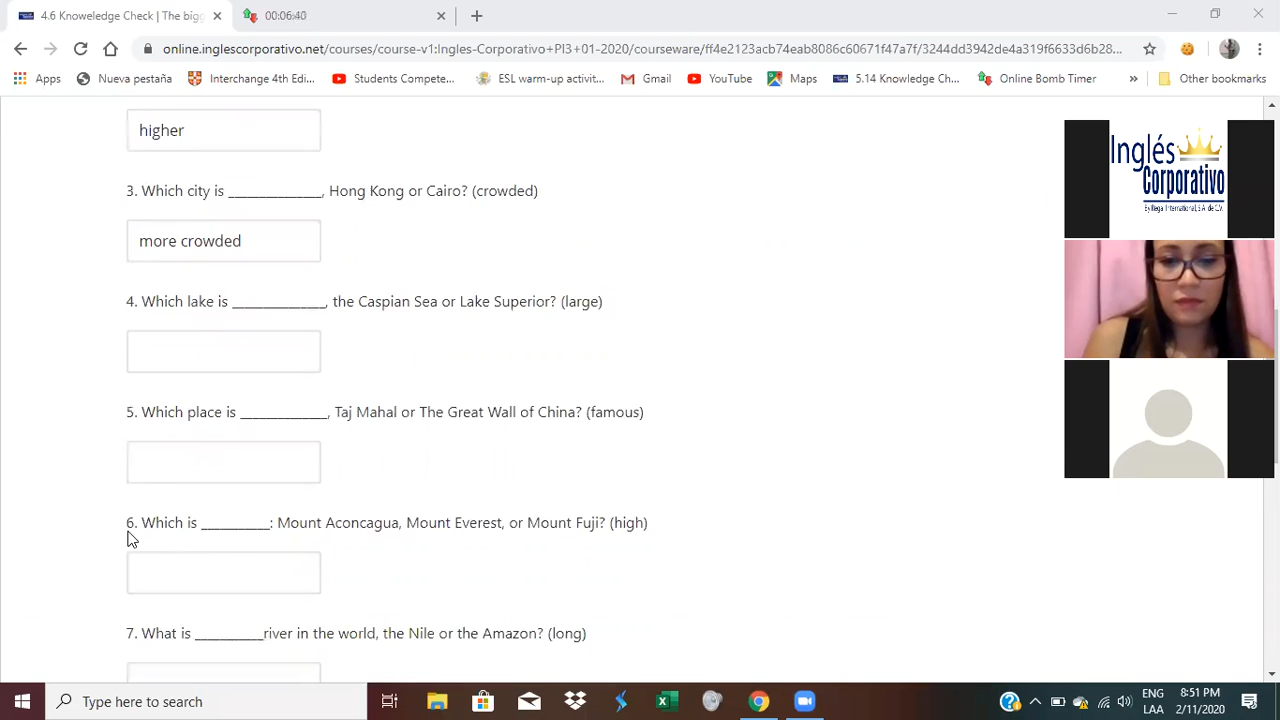 4.6 Knowledge Check | The bigg
00:06:40
online.inglescorporativo.net/courses/course-v1:Ingles-Corporativo+PI3+01-2020/courseware/ff4e2123acb74eab8086c60671f47a7f/3244dd3942de4a319f6633d6b28...
Apps
Nueva pestaña
Interchange 4th Edi...
Students Compete...
ESL warm-up activit...
Gmail
YouTube
Maps
5.14 Knowledge Ch...
Online Bomb Timer
»
Other bookmarks
higher
3. Which city is ______________, Hong Kong or Cairo? (crowded)
more crowded
4. Which lake is ______________, the Caspian Sea or Lake Superior? (large)
5. Which place is _____________, Taj Mahal or The Great Wall of China? (famous)
6. Which is __________: Mount Aconcagua, Mount Everest, or Mount Fuji? (high)
7. What is __________river in the world, the Nile or the Amazon? (long)
Inglés
Corporativo
Type here to search
ENG
LAA
8:51 PM
2/11/2020